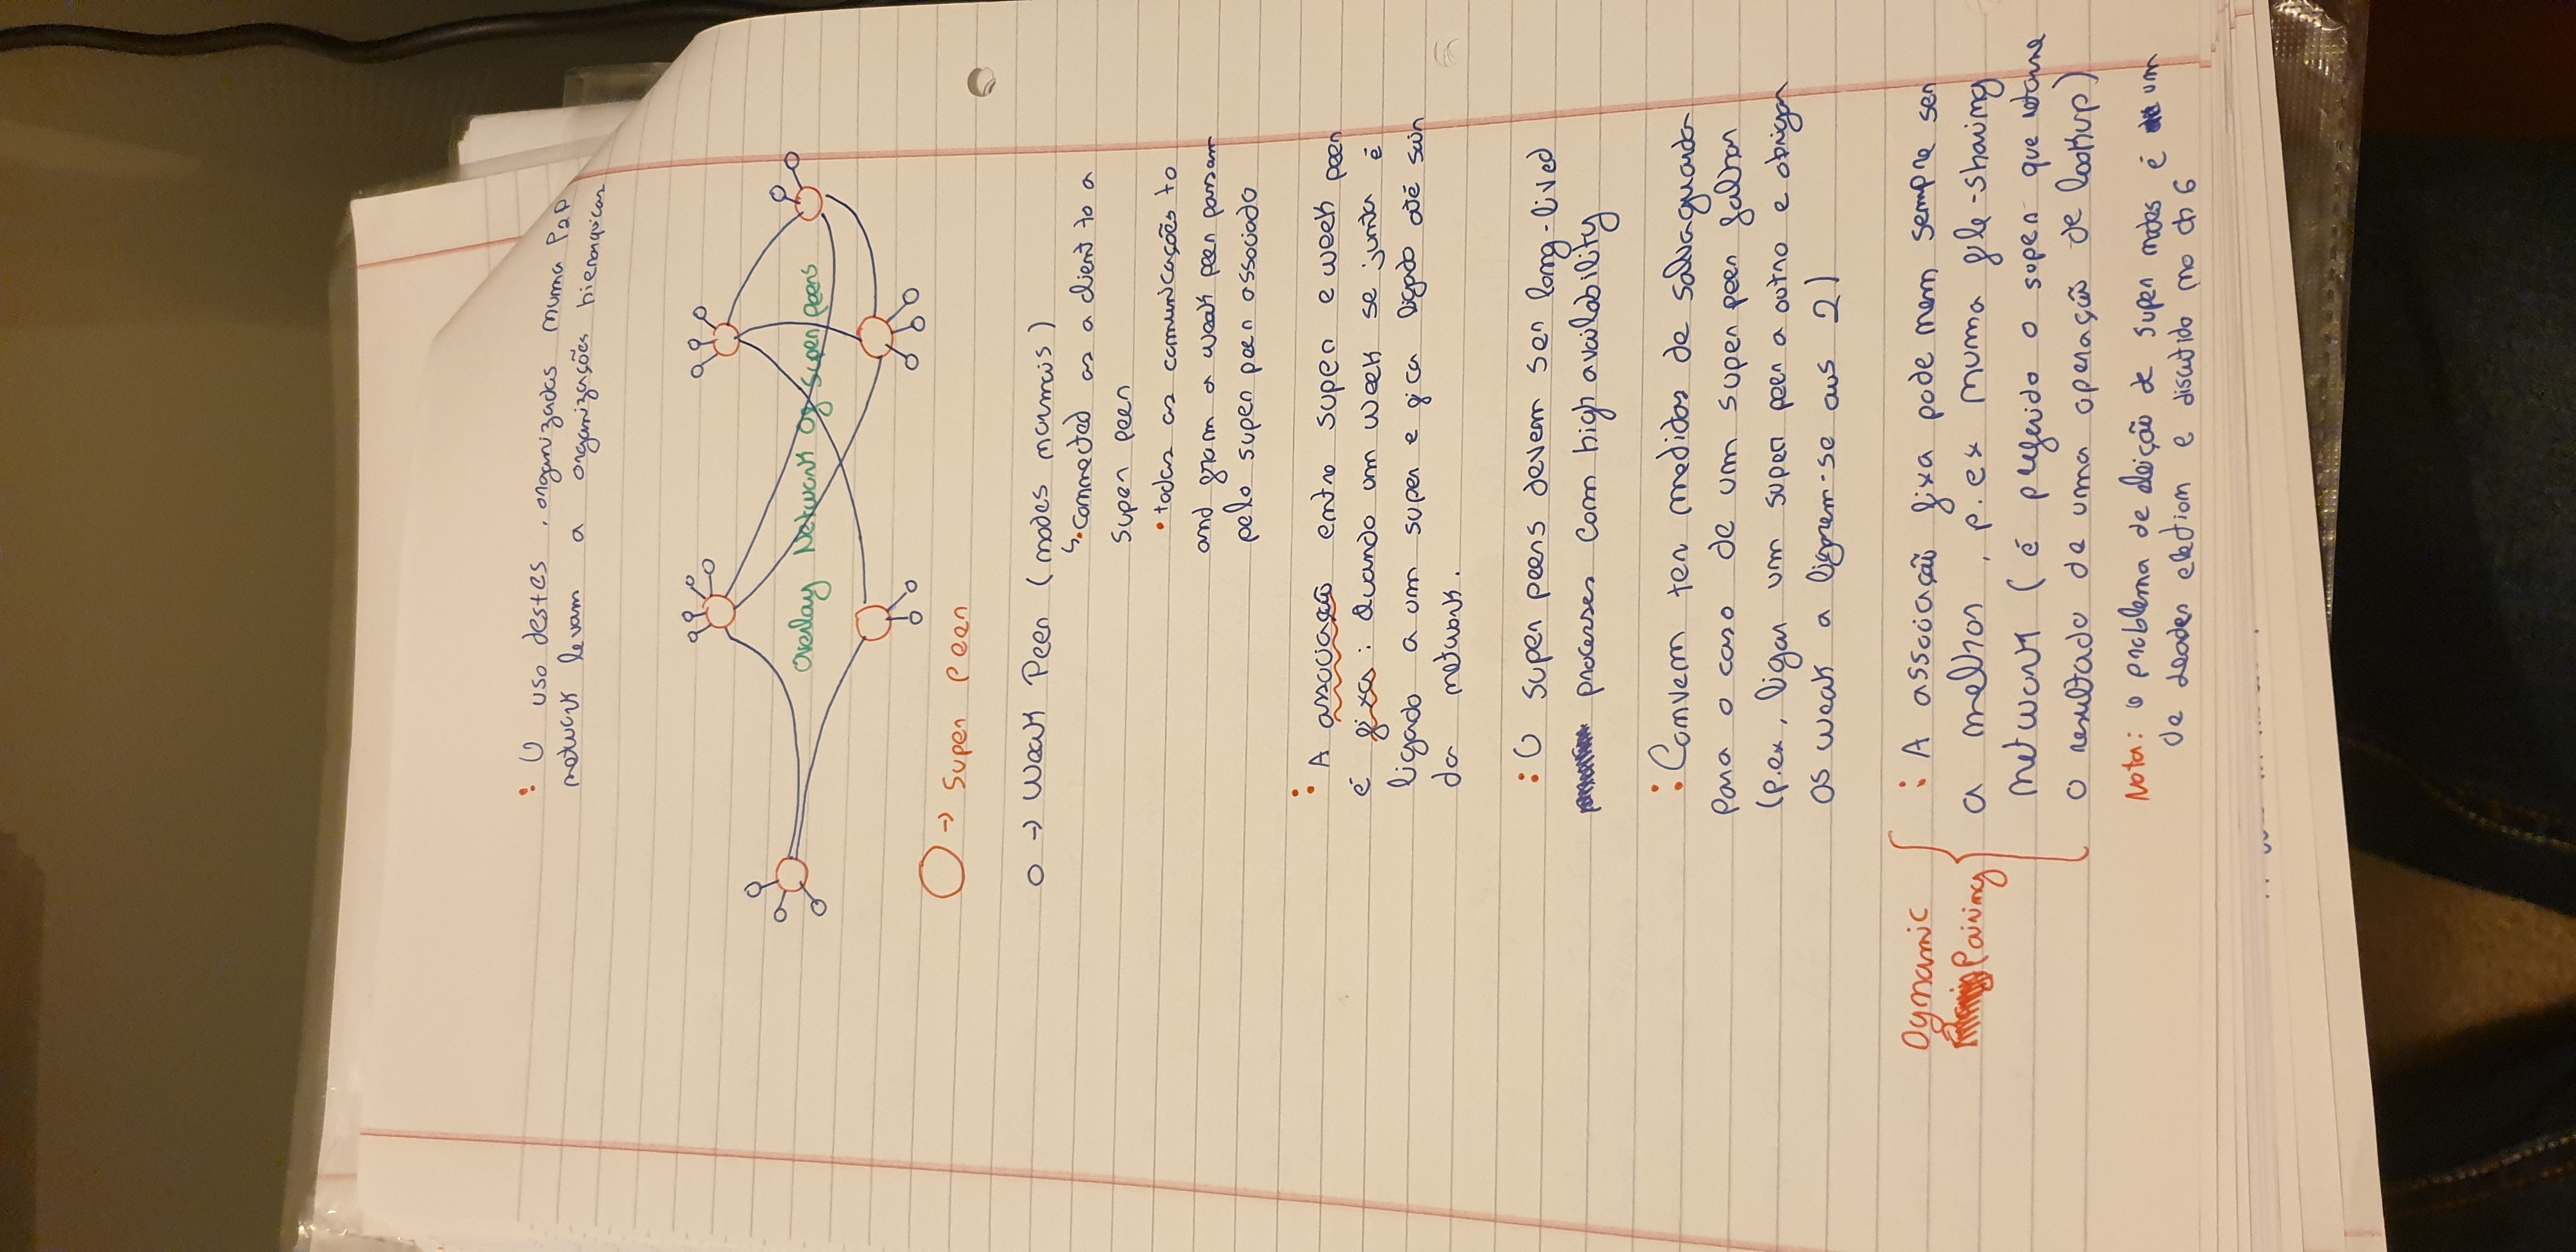 : O uso destes, organizados numa P2P
network levam a organizações hierarquicas
Overlay Network Of super peers
→ Super Peer
→ Weak Peer (nodes normais)
↳ • connected as a client to a
super peer
• todas as comunicações to
and from a weak peer passam
pelo super peer associado
: A associação entre super e week peer
é fixa: Quando um week se junta é
ligado a um super e fica ligado até sair
da network.
: O super peers devem ser long-lived
processes com high availability
: Convem ter medidas de salvaguarda
para o caso de um super peer falhar
(p.ex, ligar um super peer a outro e obrigar
os weak a ligarem-se aos 2)
Dynamic
Pairing
: A associação fixa pode nem sempre ser
a melhor, p.ex numa file-sharing
network (é preferido o super que retorne
o resultado de uma operação de lookup)
Nota: o problema de eleição de super nodes é um
de leader election e discutido no ch 6